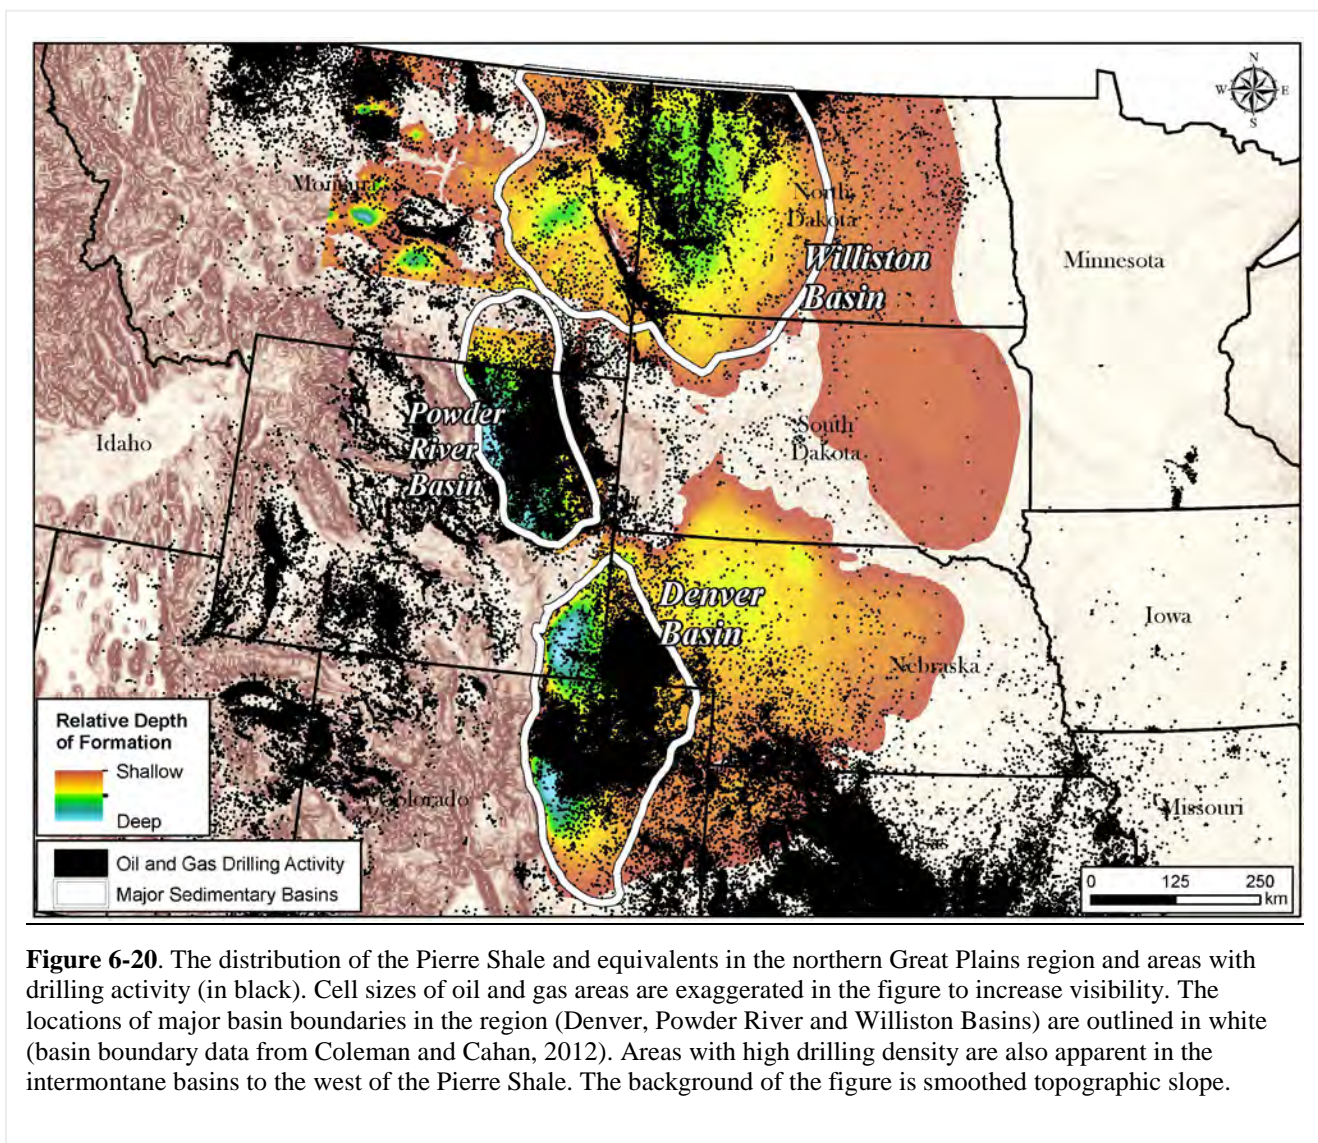 N
W
E
S
Montana
North
Dakota
Williston
Basin
Minnesota
Idaho
Powder
River
Basin
South
Dakota
Denver
Basin
Iowa
Nebraska
Colorado
Missouri
as
Relative Depth
of Formation
Shallow
Deep
Oil and Gas Drilling Activity
Major Sedimentary Basins
0 125 250
km
Figure 6-20. The distribution of the Pierre Shale and equivalents in the northern Great Plains region and areas with
drilling activity (in black). Cell sizes of oil and gas areas are exaggerated in the figure to increase visibility. The
locations of major basin boundaries in the region (Denver, Powder River and Williston Basins) are outlined in white
(basin boundary data from Coleman and Cahan, 2012). Areas with high drilling density are also apparent in the
intermontane basins to the west of the Pierre Shale. The background of the figure is smoothed topographic slope.